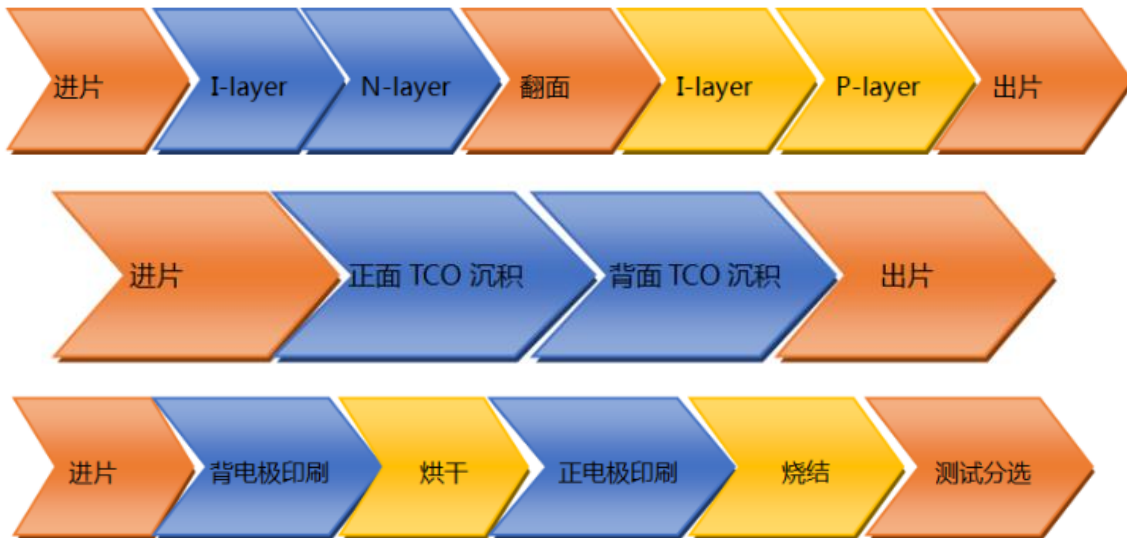 进片 I-layer N-layer 翻面 I-layer P-layer 出片
进片 正面 TCO 沉积 背面 TCO 沉积 出片
进片 背电极印刷 烘干 正电极印刷 烧结 测试分选